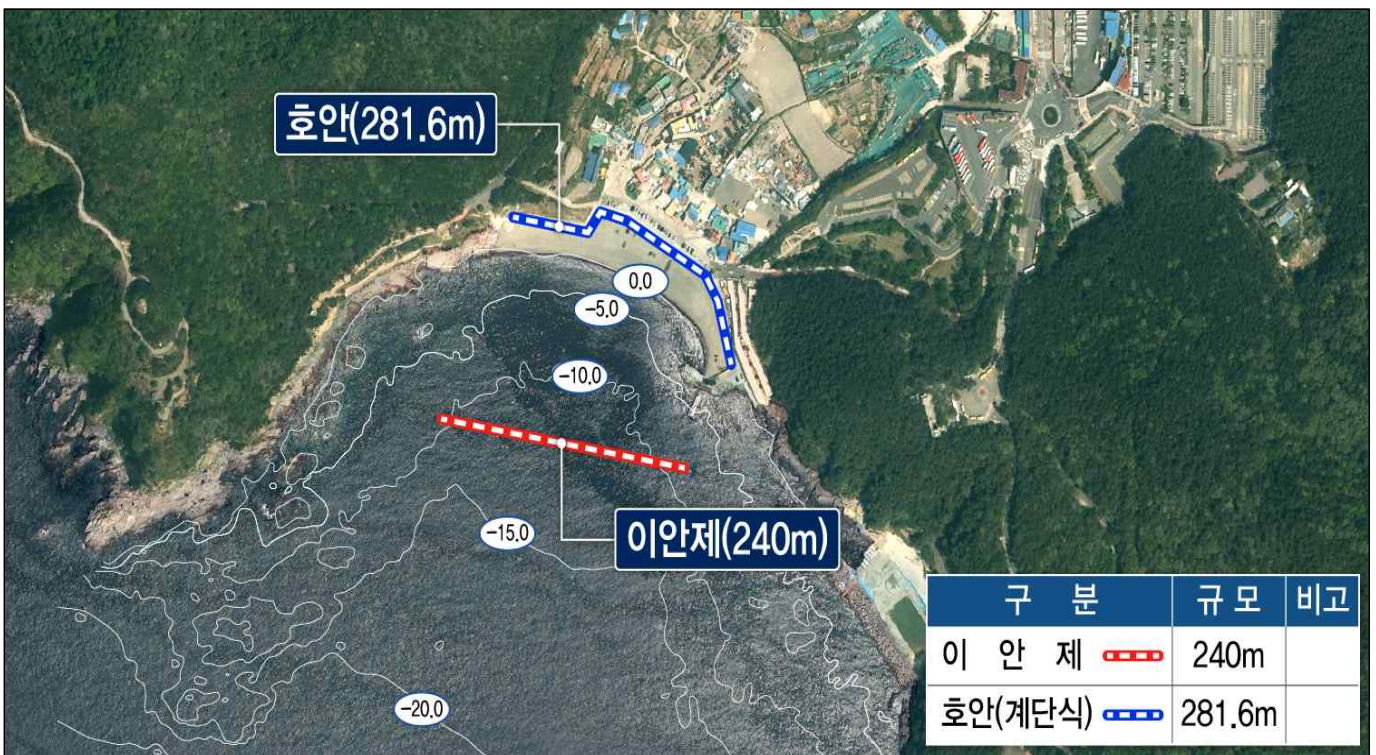 호안(281.6m)
0.0
-5.0
-10.0
-15.0
이안제(240m)
-20.0
구 분 규 모 비고
이 안 제 240m
호안(계단식) 281.6m